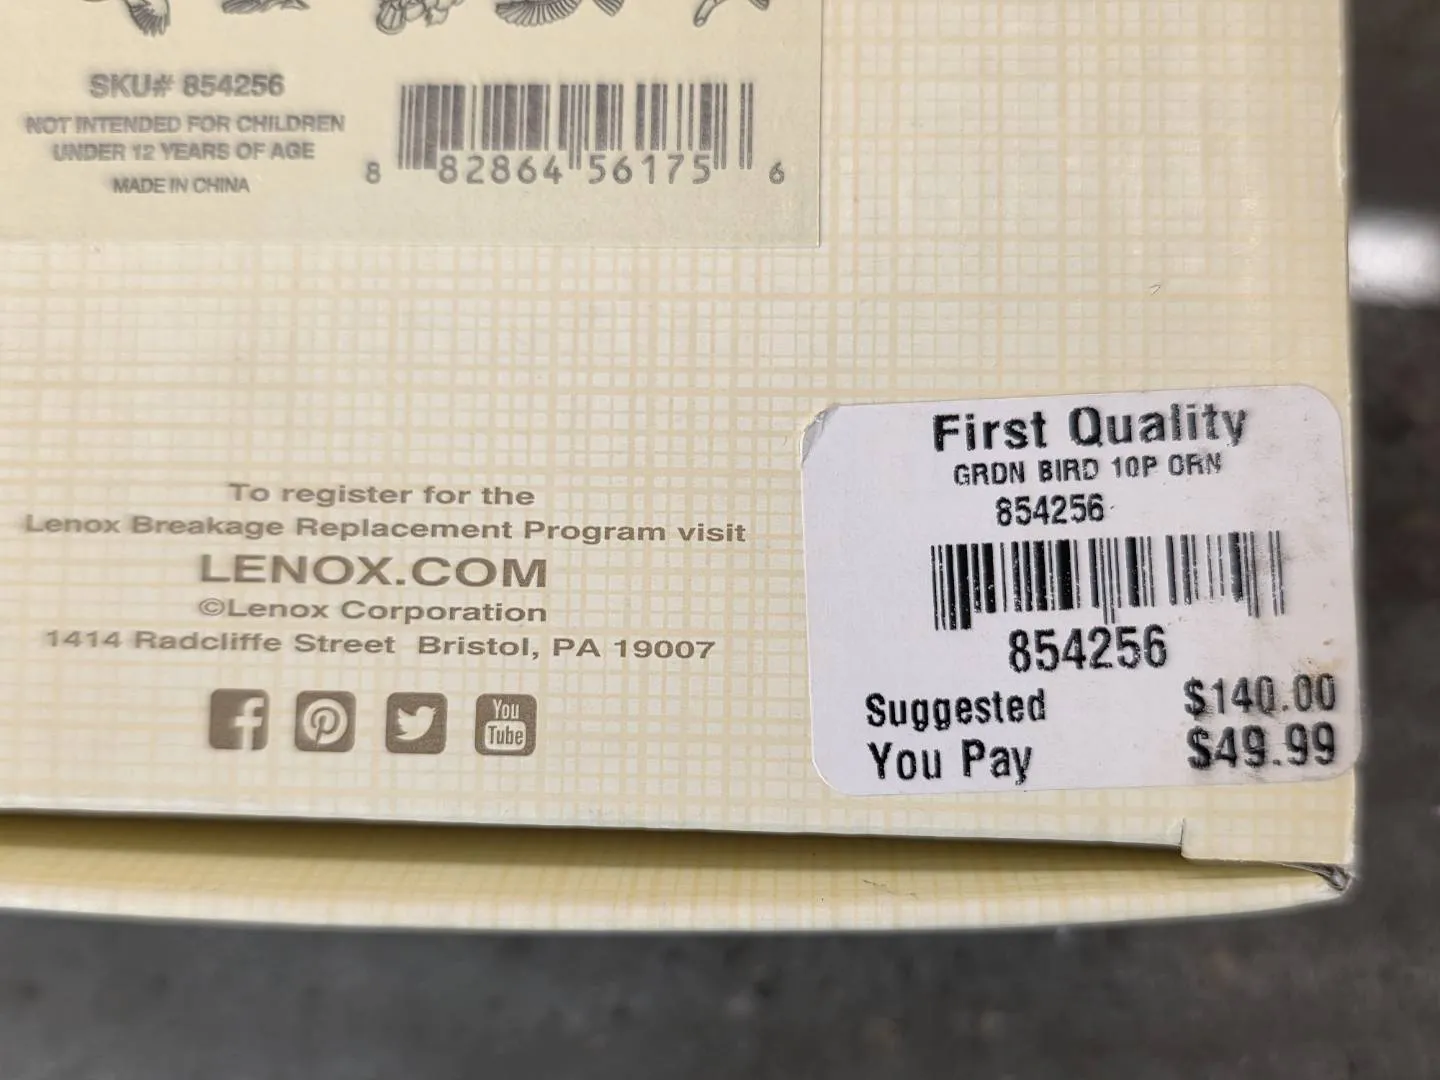 SKU# 854256
NOT INTENDED FOR CHILDREN
UNDER 12 YEARS OF AGE
MADE IN CHINA
8 82864 56175 6
To register for the
Lenox Breakage Replacement Program visit
LENOX.COM
©Lenox Corporation
1414 Radcliffe Street Bristol, PA 19007
You
Tube
First Quality
GRDN BIRD 10P ORN
854256
854256
Suggested $140.00
You Pay $49.99